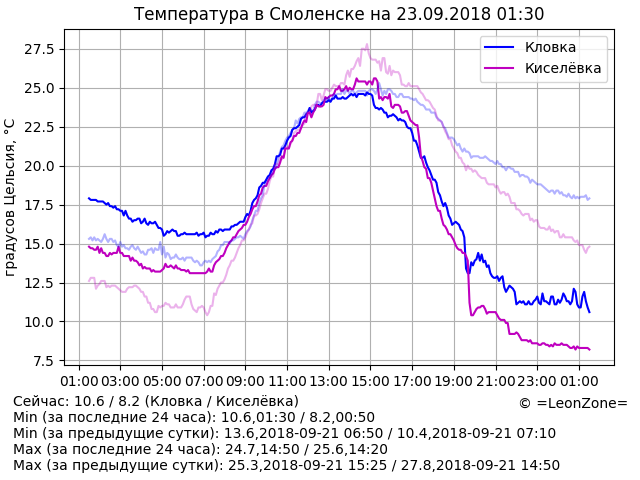 Температура в Смоленске на 23.09.2018 01:30
Кловка
Киселёвка
градусов Цельсия, °C
27.5
25.0
22.5
20.0
17.5
15.0
12.5
10.0
7.5
01:00 03:00 05:00 07:00 09:00 11:00 13:00 15:00 17:00 19:00 21:00 23:00 01:00
Сейчас: 10.6 / 8.2 (Кловка / Киселёвка)
© =LeonZone=
Min (за последние 24 часа): 10.6,01:30 / 8.2,00:50
Min (за предыдущие сутки): 13.6,2018-09-21 06:50 / 10.4,2018-09-21 07:10
Max (за последние 24 часа): 24.7,14:50 / 25.6,14:20
Max (за предыдущие сутки): 25.3,2018-09-21 15:25 / 27.8,2018-09-21 14:50